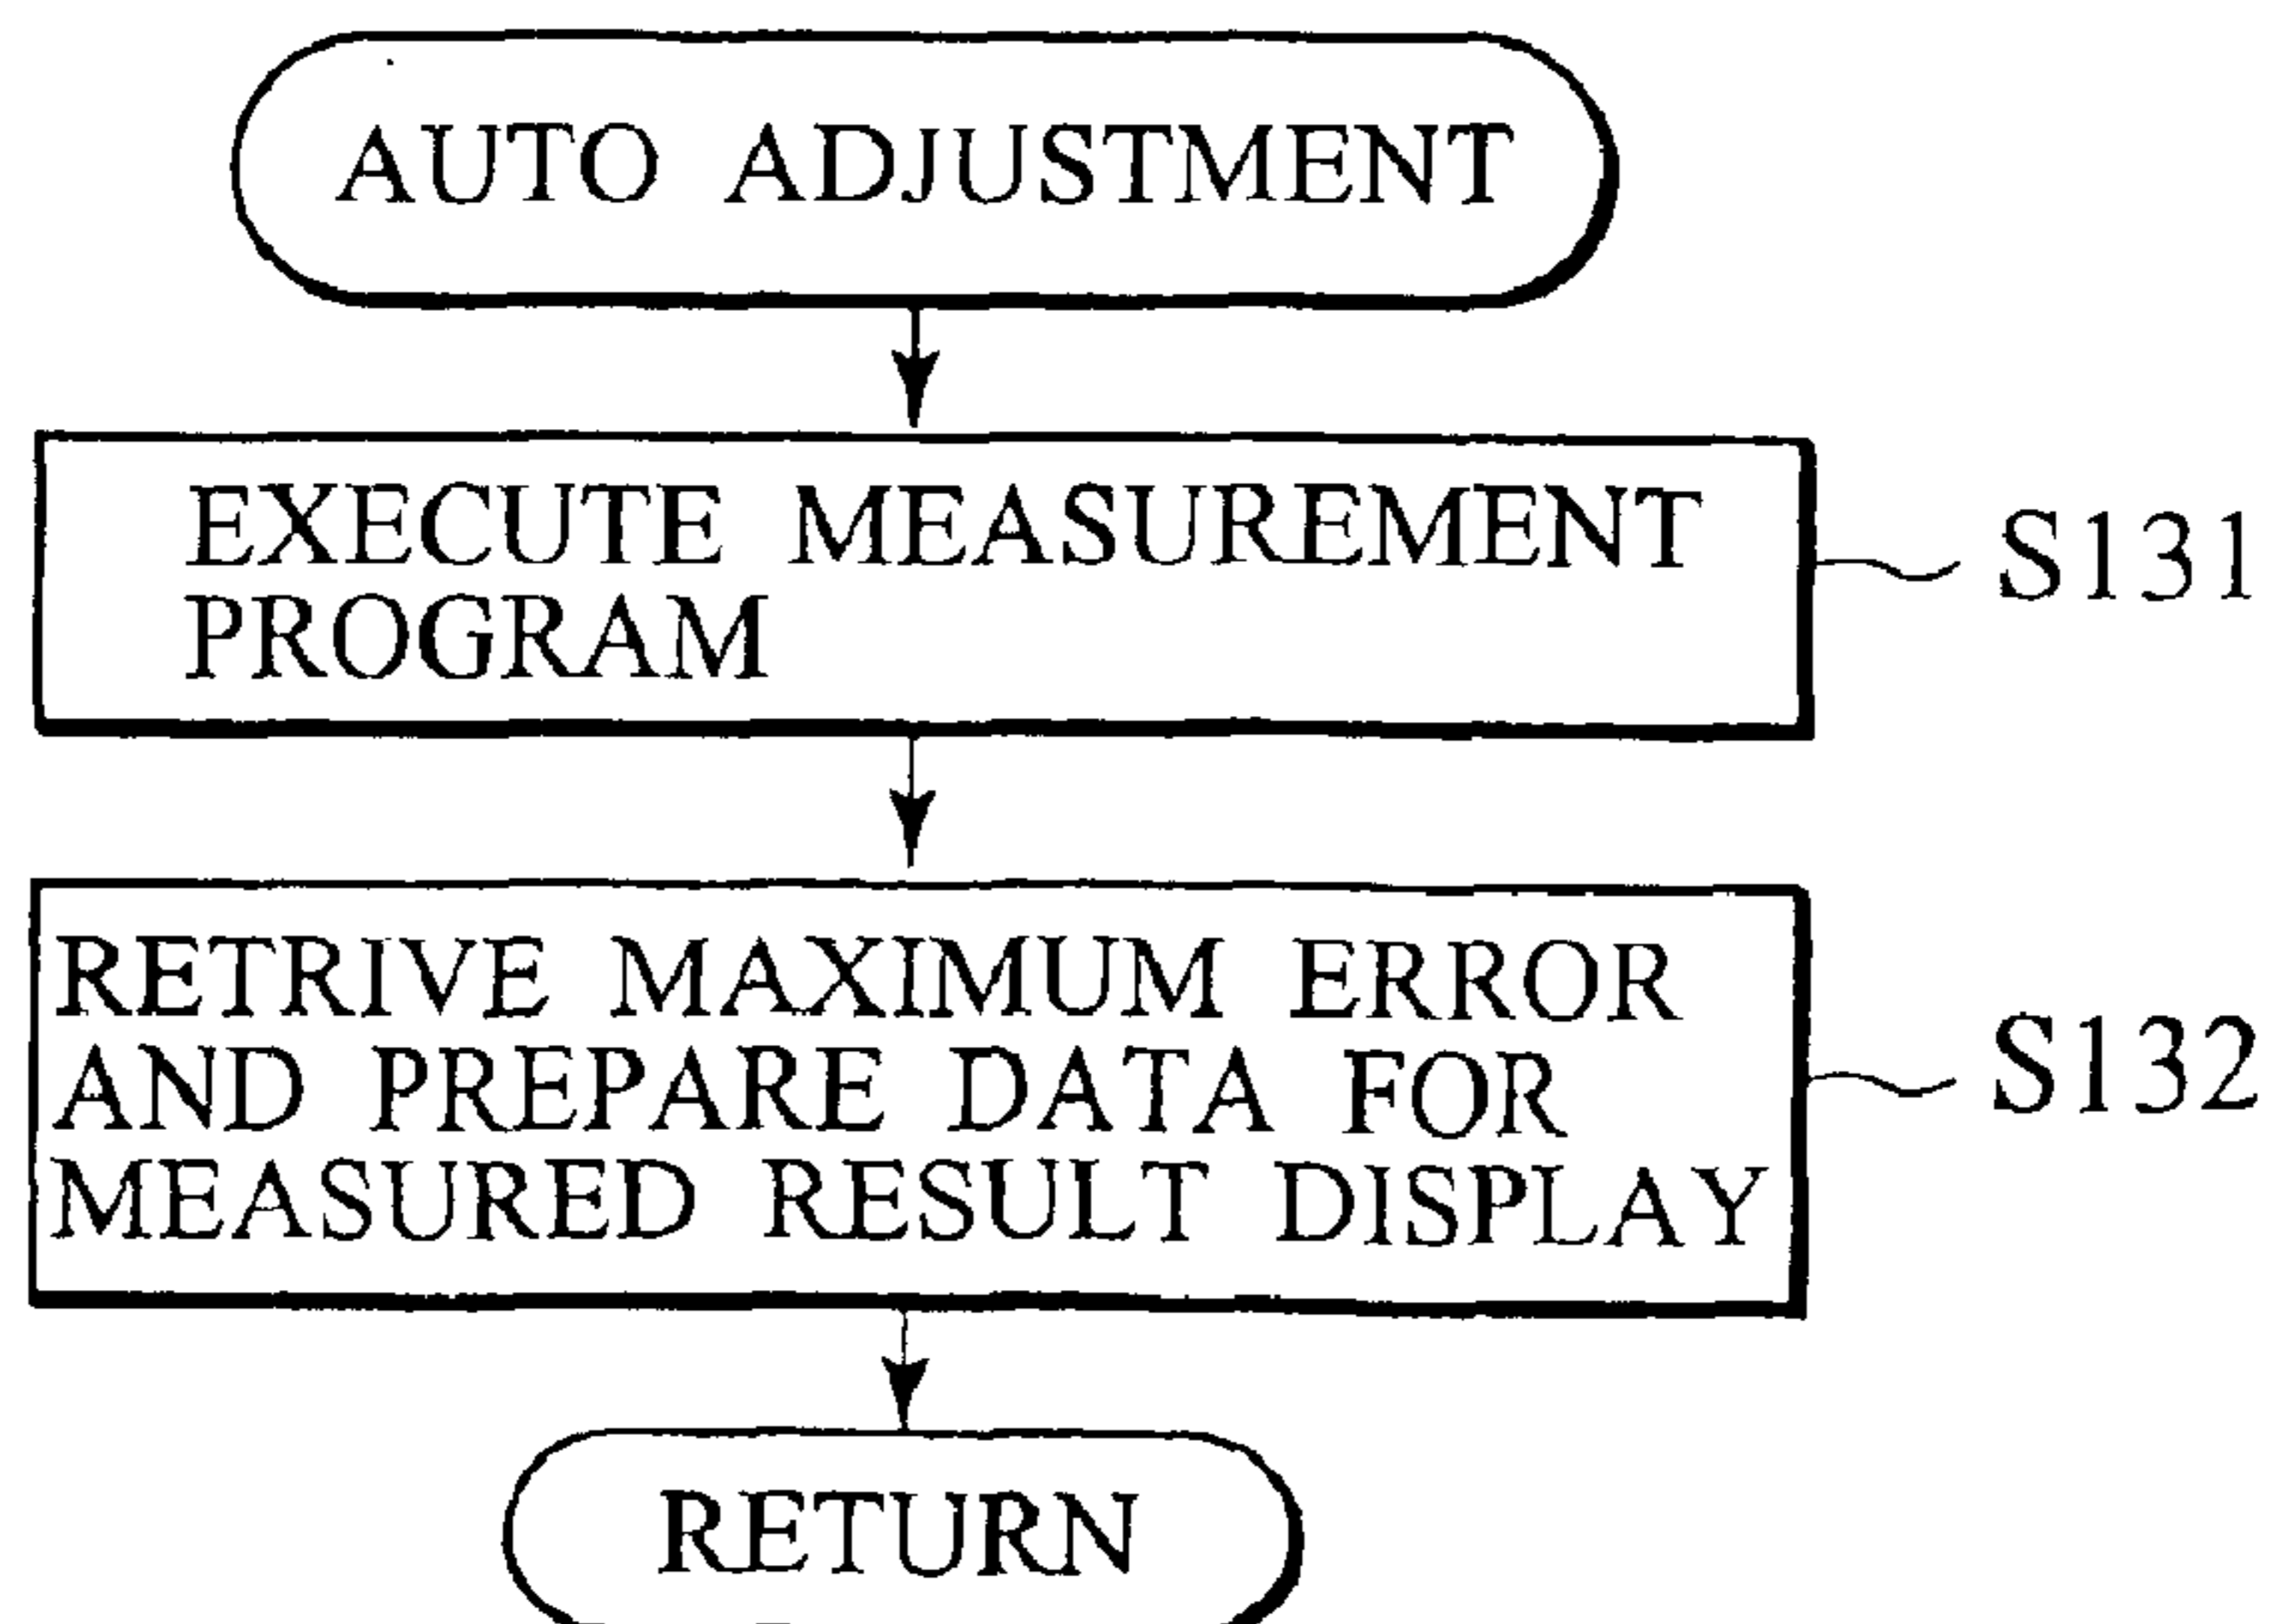 AUTO ADJUSTMENT
EXECUTE MEASUREMENT
PROGRAM
S131
RETRIVE MAXIMUM ERROR
AND PREPARE DATA FOR
MEASURED RESULT DISPLAY
S132
RETURN